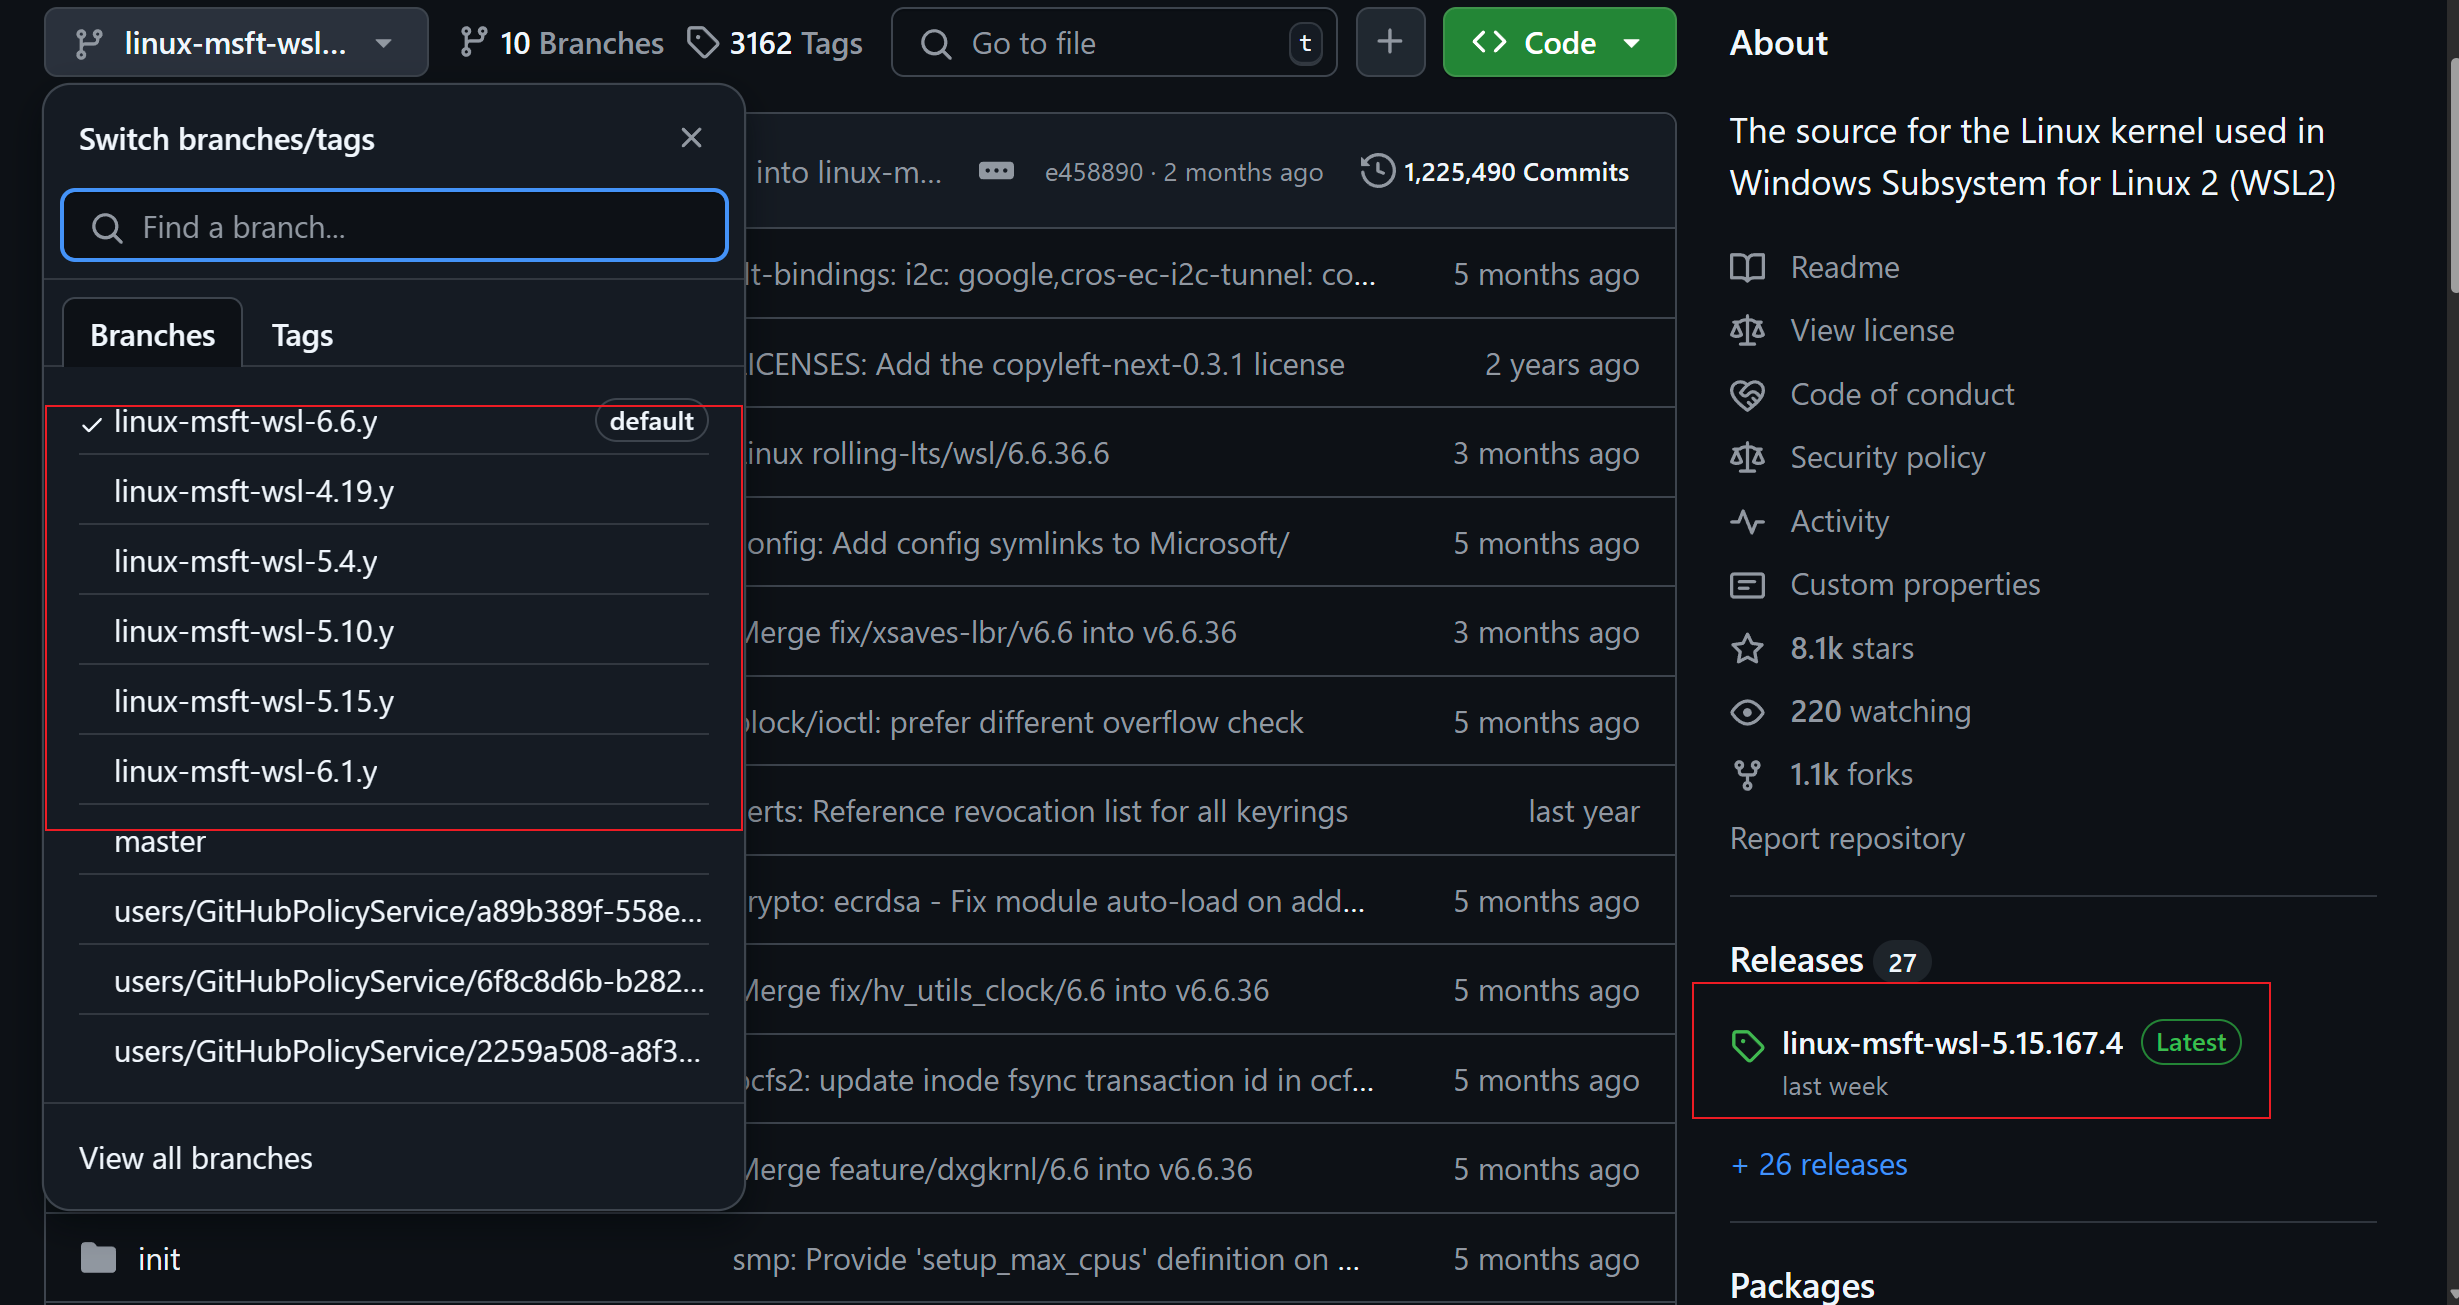 linux-msft-wsl...
10 Branches
3162 Tags
Go to file
t
Code
Switch branches/tags
Find a branch...
Branches
Tags
linux-msft-wsl-6.6.y
default
linux-msft-wsl-4.19.y
linux-msft-wsl-5.4.y
linux-msft-wsl-5.10.y
linux-msft-wsl-5.15.y
linux-msft-wsl-6.1.y
master
users/GitHubPolicyService/a89b389f-558e...
users/GitHubPolicyService/6f8c8d6b-b282...
users/GitHubPolicyService/2259a508-a8f3...
View all branches
into linux-m...
e458890 · 2 months ago
1,225,490 Commits
lt-bindings: i2c: google,cros-ec-i2c-tunnel: co...
5 months ago
ICENSES: Add the copyleft-next-0.3.1 license
2 years ago
inux rolling-lts/wsl/6.6.36.6
3 months ago
onfig: Add config symlinks to Microsoft/
5 months ago
Merge fix/xsaves-lbr/v6.6 into v6.6.36
3 months ago
lock/ioctl: prefer different overflow check
5 months ago
erts: Reference revocation list for all keyrings
last year
rypto: ecrdsa - Fix module auto-load on add...
5 months ago
Merge fix/hv_utils_clock/6.6 into v6.6.36
5 months ago
ocfs2: update inode fsync transaction id in ocf...
5 months ago
Merge feature/dxgkrnl/6.6 into v6.6.36
5 months ago
init
smp: Provide 'setup_max_cpus' definition on ...
5 months ago
About
The source for the Linux kernel used in
Windows Subsystem for Linux 2 (WSL2)
Readme
View license
Code of conduct
Security policy
Activity
Custom properties
8.1k stars
220 watching
1.1k forks
Report repository
Releases 27
linux-msft-wsl-5.15.167.4
Latest
last week
+ 26 releases
Packages